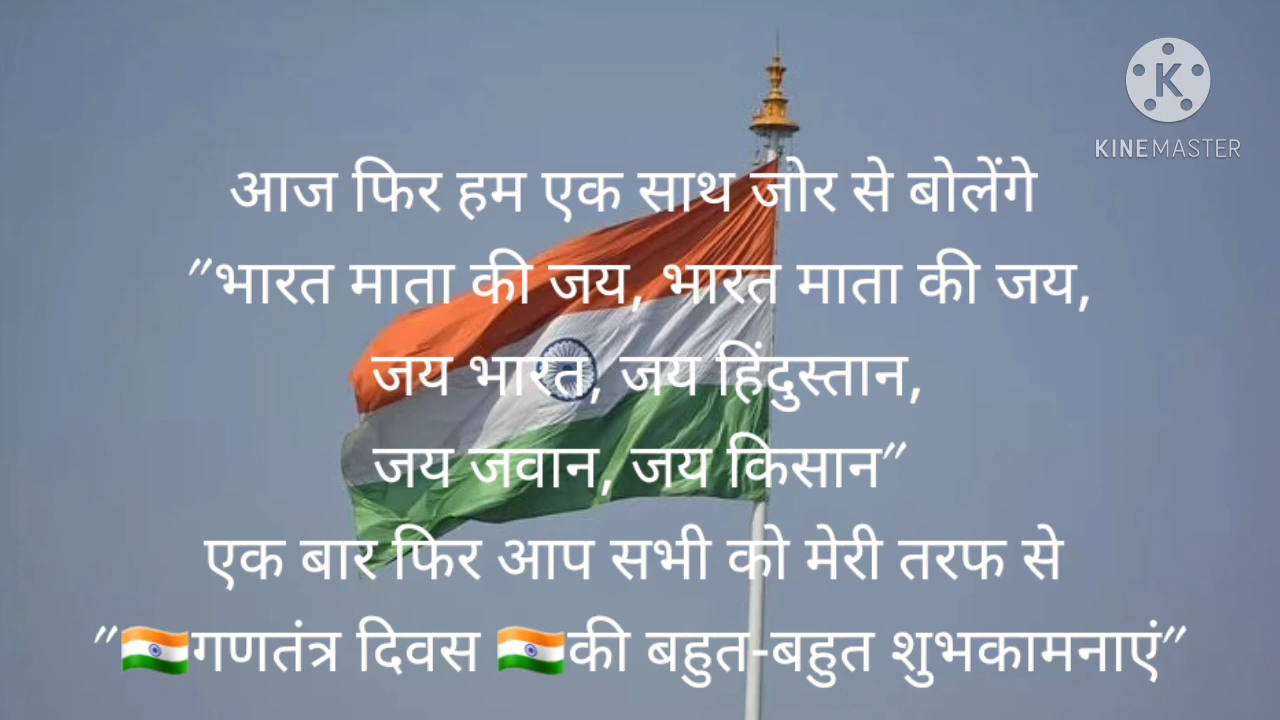 KINEMASTER
आज फिर हम एक साथ जोर से बोलेंगे
"भारत माता की जय, भारत माता की जय,
जय भारत, जय हिंदुस्तान,
जय जवान, जय किसान"
एक बार फिर आप सभी को मेरी तरफ से
"🇮🇳गणतंत्र दिवस 🇮🇳की बहुत-बहुत शुभकामनाएं"